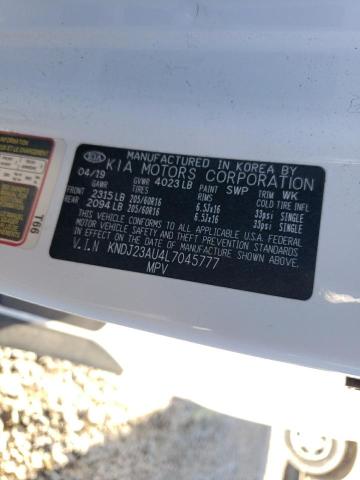 MANUFACTURED IN KOREA BY
KIA KIA MOTORS CORPORATION
04/19 GVWR 4023 LB PAINT SWP TRIM WK
GAWR TIRES RIMS COLD TIRE INFL
FRONT 2315 LB 205/60R16 6.5Jx16 33psi SINGLE
REAR 2094 LB 205/60R16 6.5Jx16 33psi SINGLE
THIS VEHICLE CONFORMS TO ALL APPLICABLE U.S.A. FEDERAL
MOTOR VEHICLE SAFETY AND THEFT PREVENTION STANDARDS
IN EFFECT ON THE DATE OF MANUFACTURE SHOWN ABOVE.
V.I.N KNDJ23AU4L7045777
MPV
T66